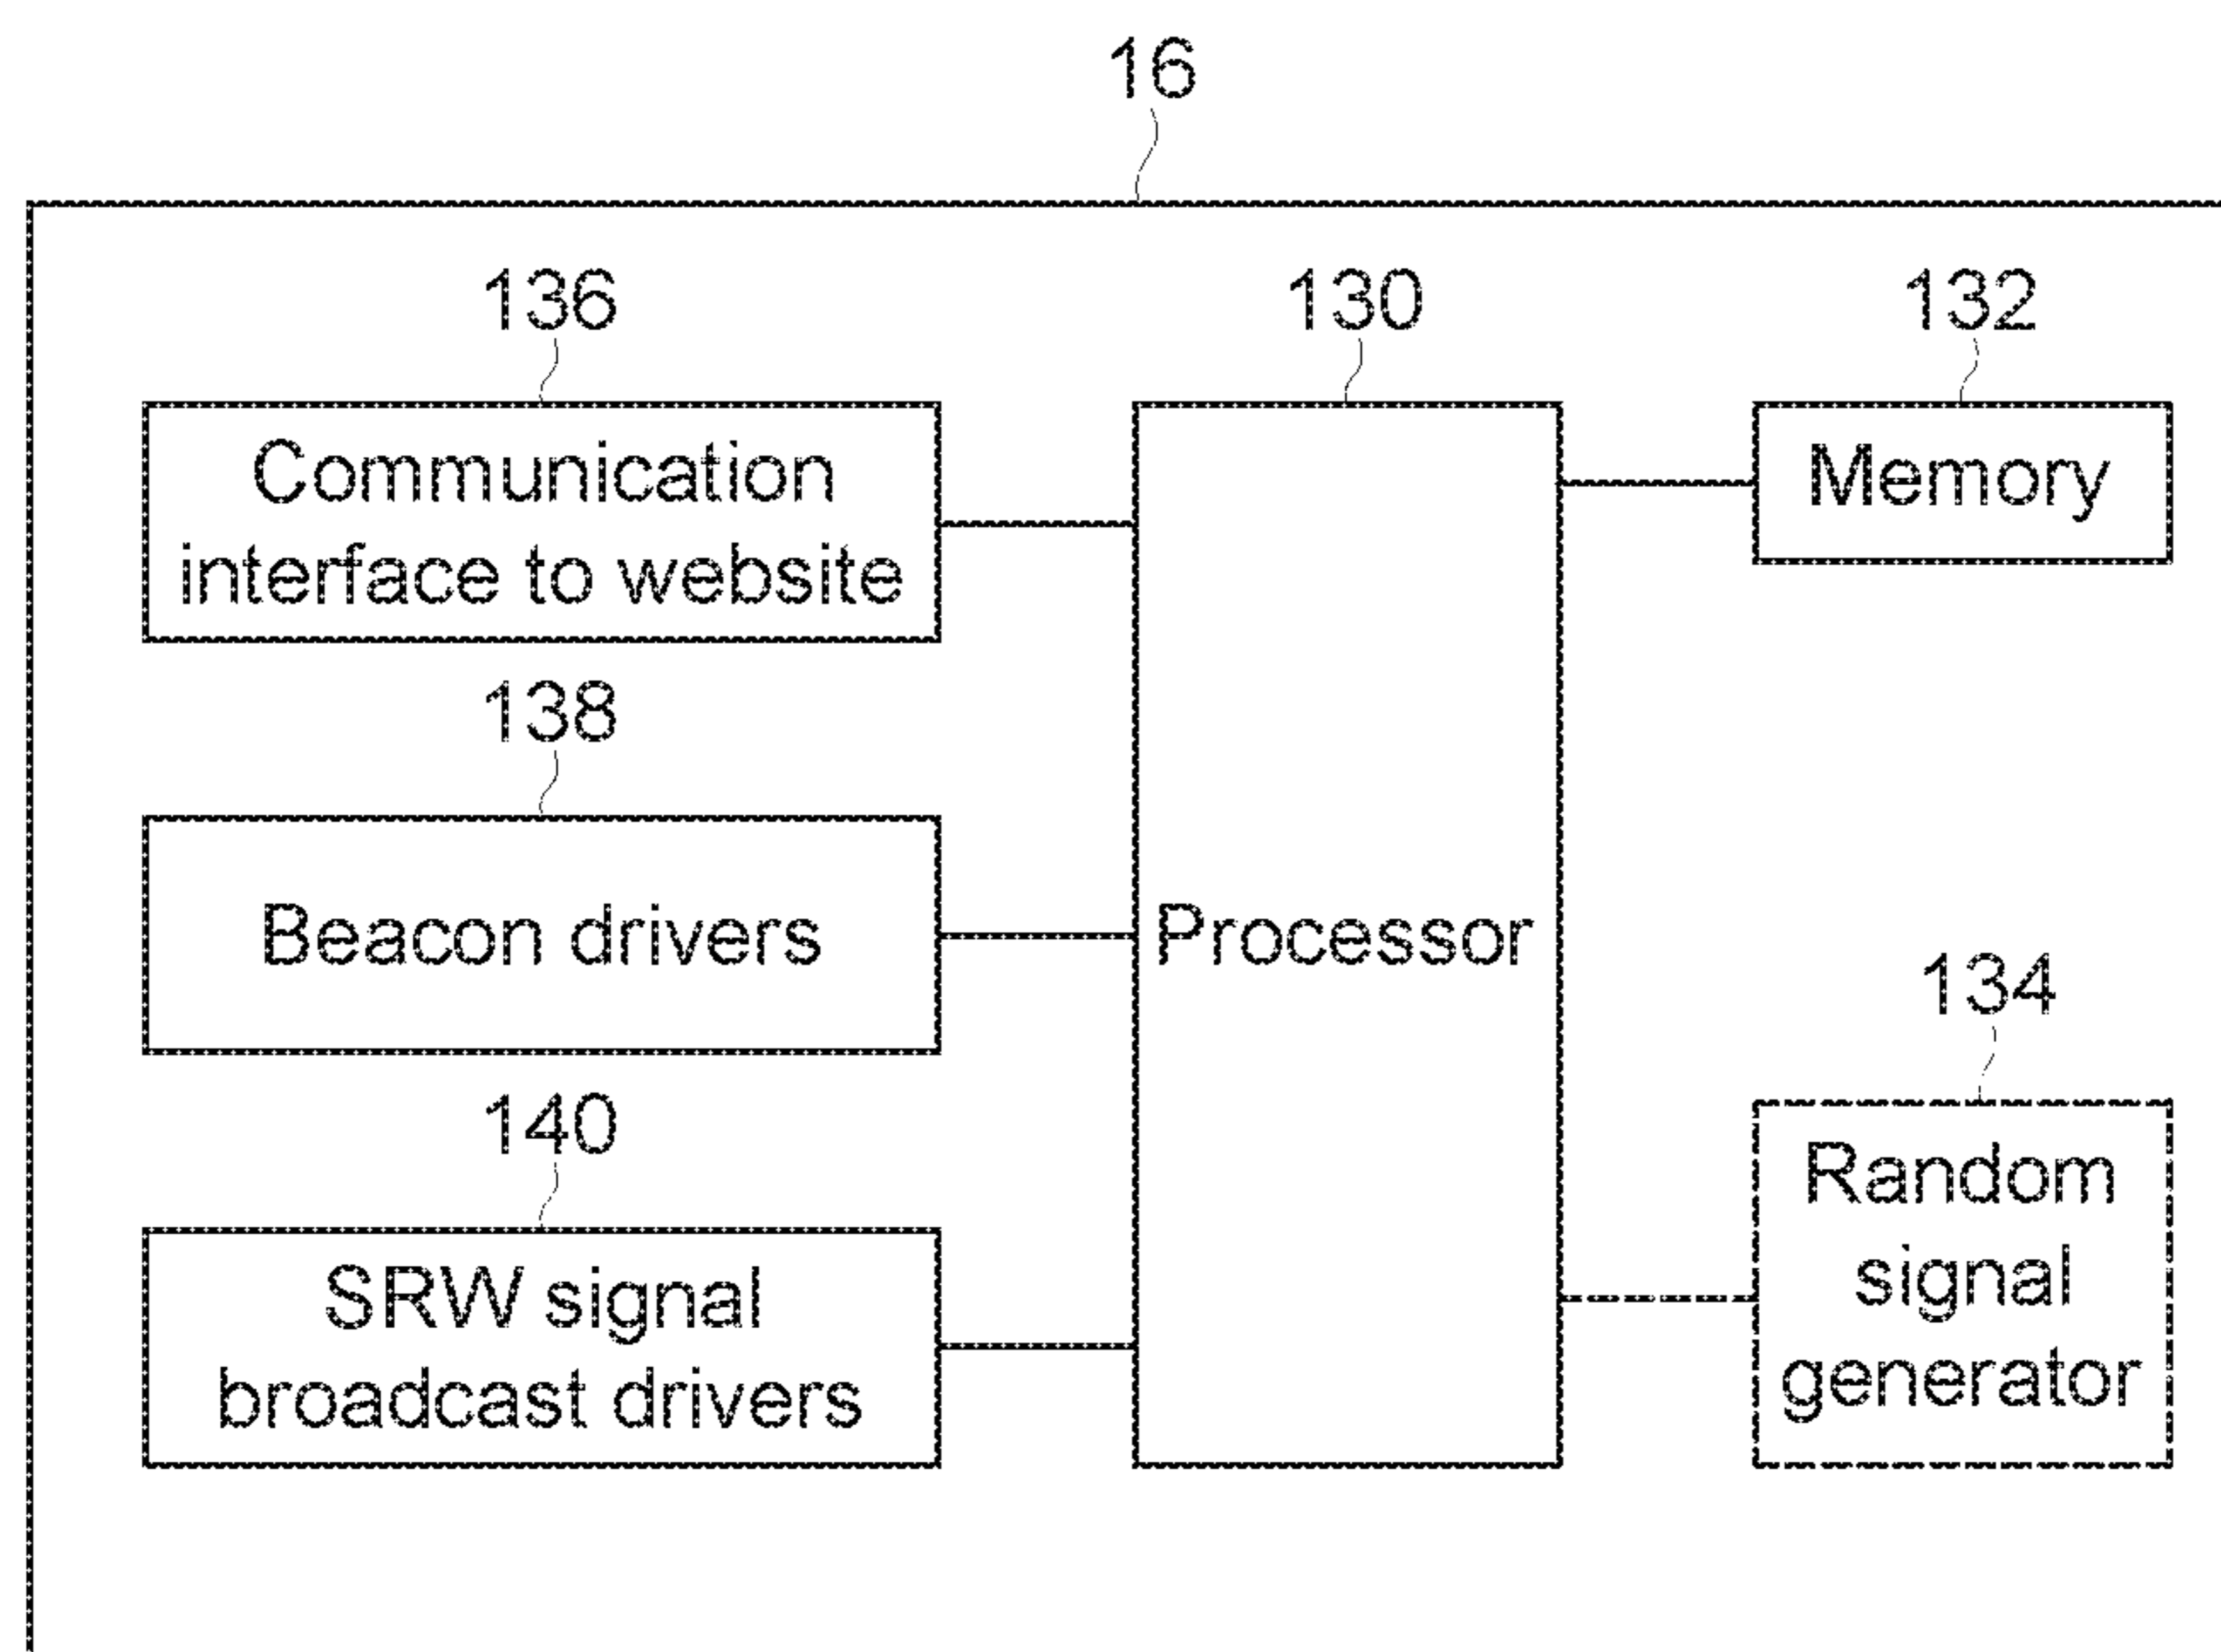 16
136
130
132
Communication
interface to website
Memory
138
Beacon drivers
Processor
134
140
Random
signal
generator
SRW signal
broadcast drivers